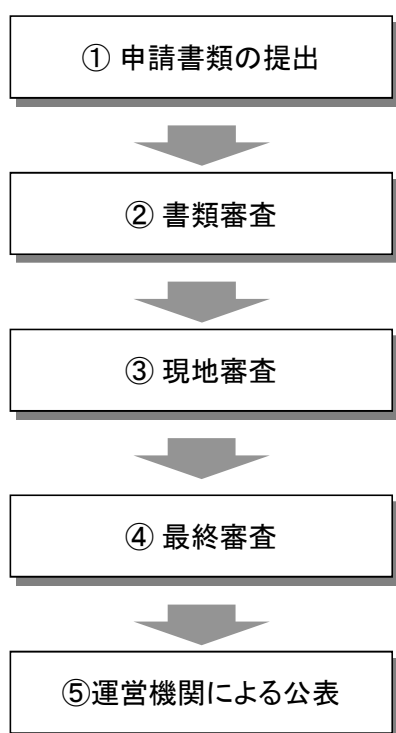 ① 申請書類の提出
② 書類審査
③ 現地審査
④ 最終審査
⑤運営機関による公表